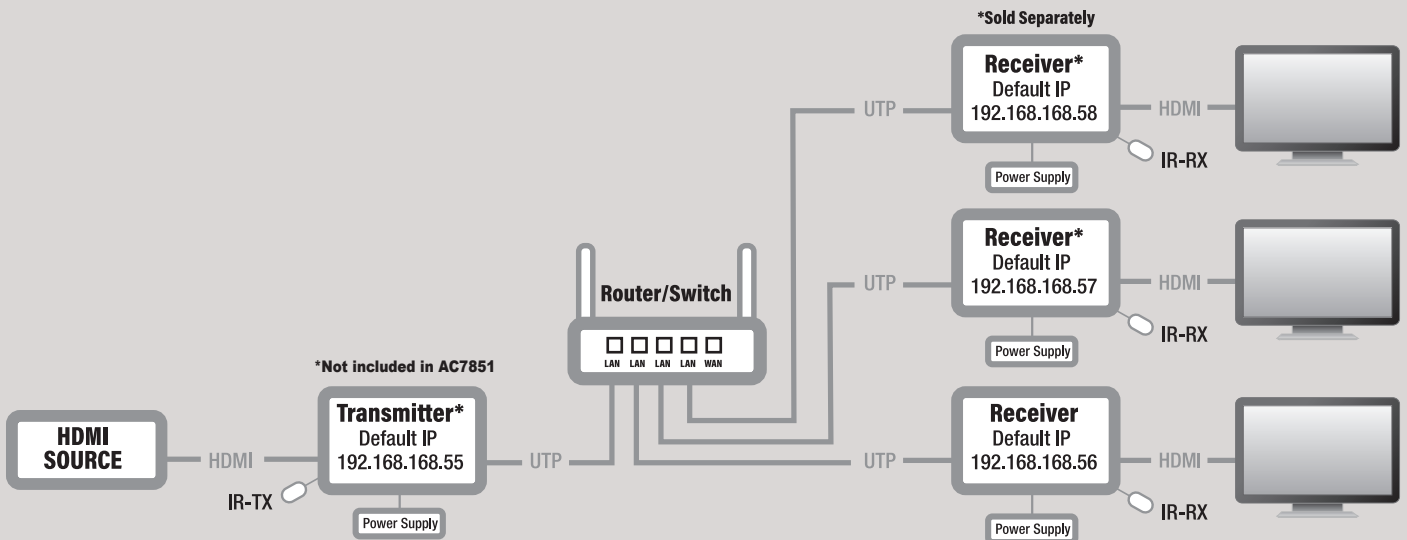 *Sold Separately
Receiver*
Default IP
192.168.168.58
UTP
HDMI
IR-RX
Power Supply
Receiver*
Default IP
192.168.168.57
UTP
HDMI
IR-RX
Power Supply
Router/Switch
LAN LAN LAN LAN WAN
*Not included in AC7851
HDMI
SOURCE
HDMI
IR-TX
Transmitter*
Default IP
192.168.168.55
Power Supply
UTP
UTP
Receiver
Default IP
192.168.168.56
HDMI
IR-RX
Power Supply